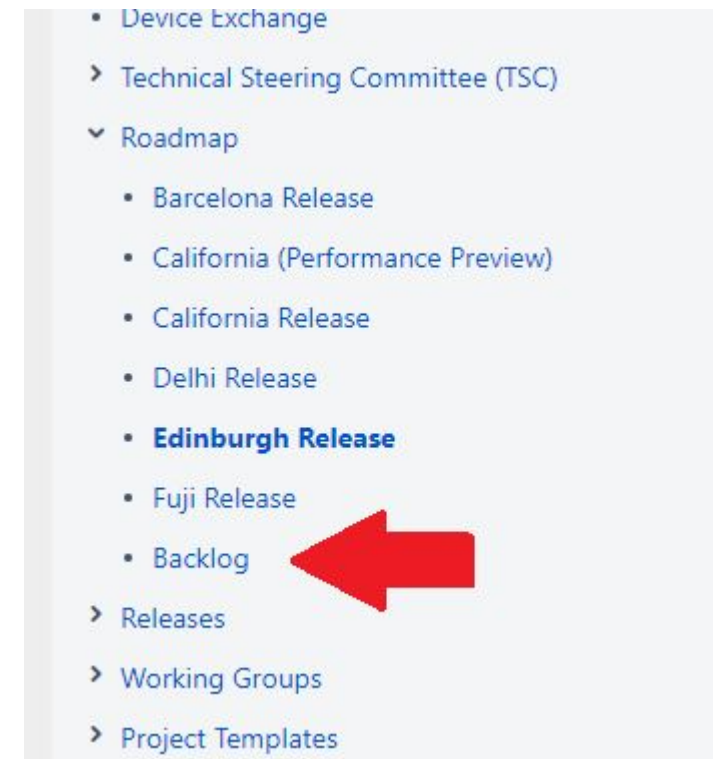 Device Exchange
Technical Steering Committee (TSC)
Roadmap
Barcelona Release
California (Performance Preview)
California Release
Delhi Release
Edinburgh Release
Fuji Release
Backlog
Releases
Working Groups
Project Templates